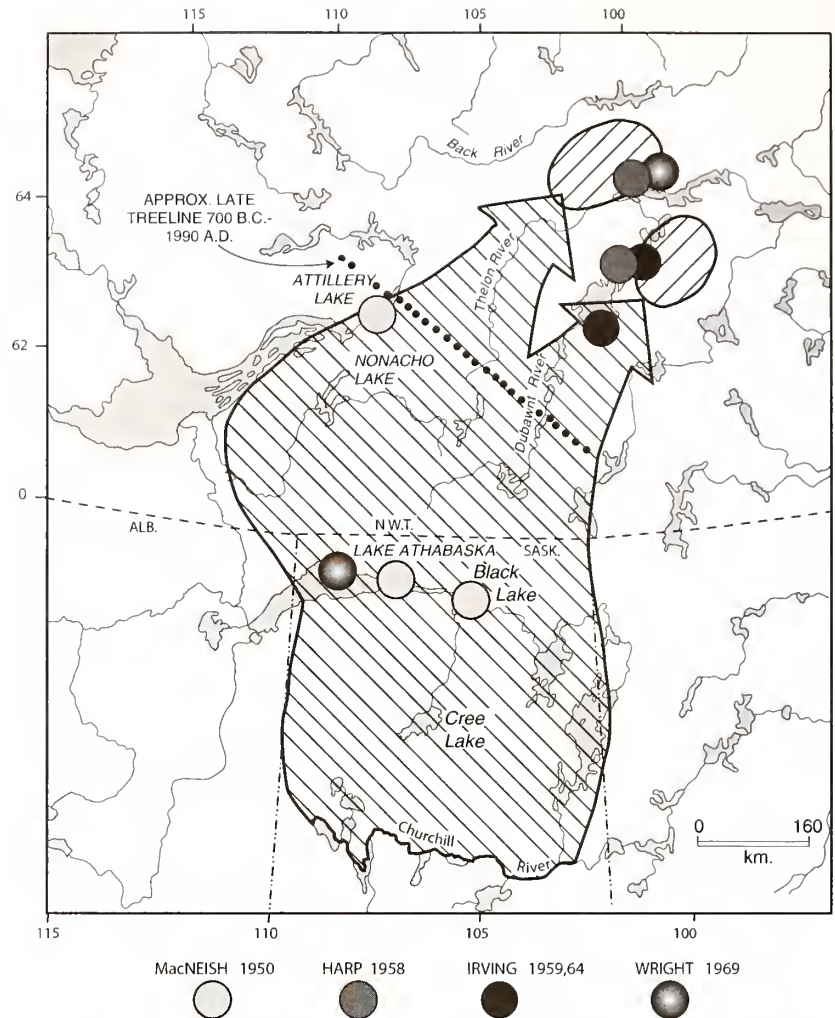 115
110
105
100
64
62
0
Back River
APPROX. LATE
TREELINE 700 B.C.-
1990 A.D.
ATTILLERY
LAKE
Thelon River
NONACHO
LAKE
Dubawnt River
ALB.
N W.T.
SASK.
LAKE ATHABASKA
Black
Lake
Cree
Lake
Churchill
River
0 160
km.
115
110
105
100
MacNEISH 1950
HARP 1958
IRVING 1959,64
WRIGHT 1969